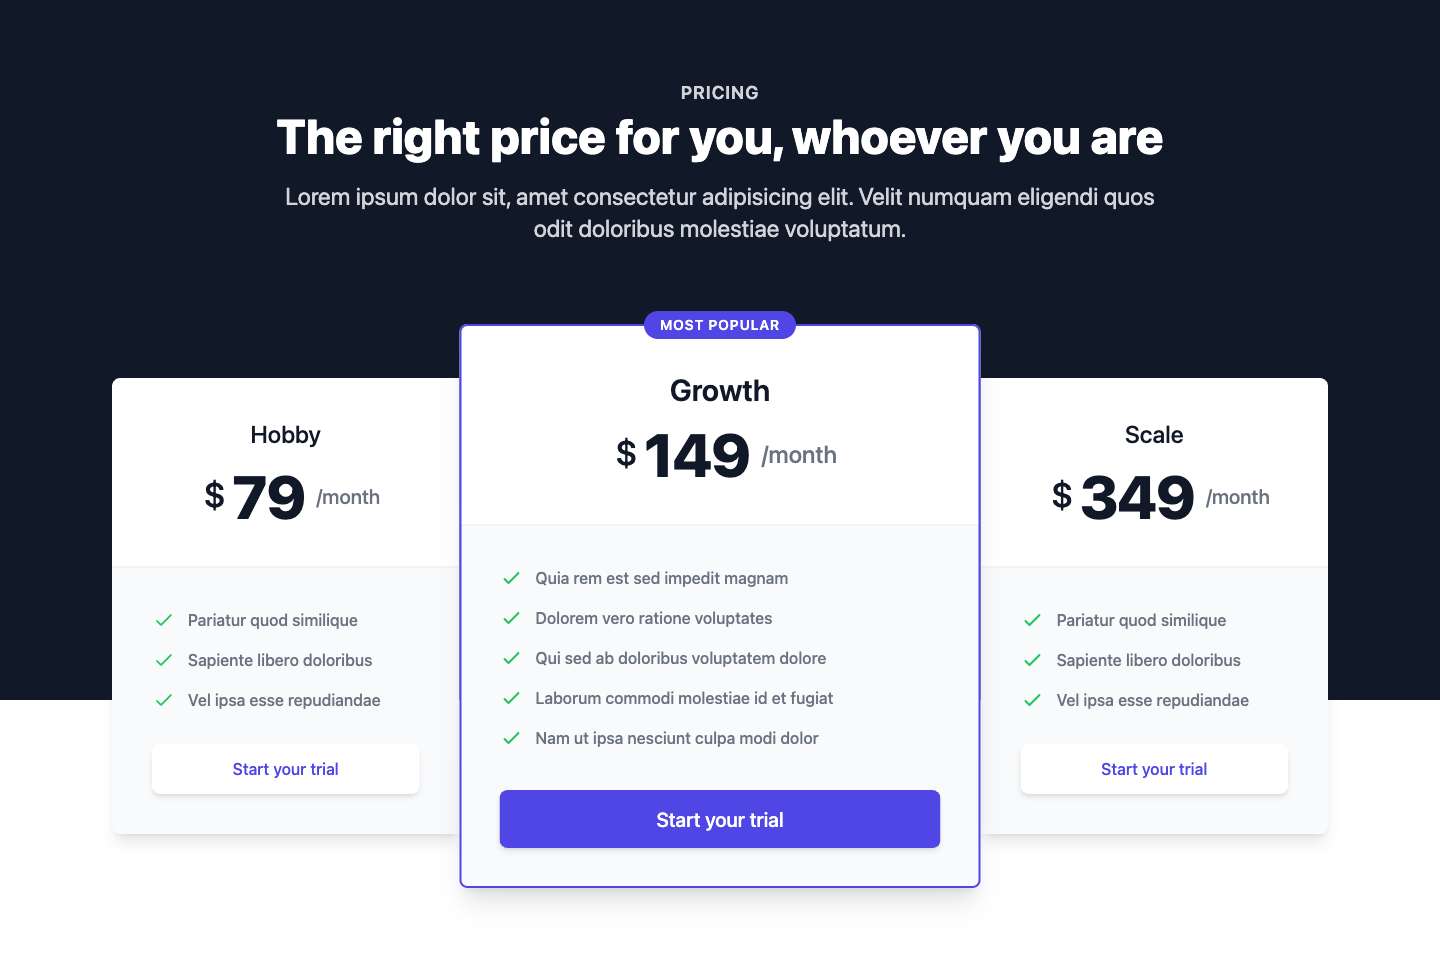 PRICING
The right price for you, whoever you are
Lorem ipsum dolor sit, amet consectetur adipisicing elit. Velit numquam eligendi quos
odit doloribus molestiae voluptatum.
Hobby
$ 79 /month
Pariatur quod similique
Sapiente libero doloribus
Vel ipsa esse repudiandae
Start your trial
MOST POPULAR
Growth
$ 149 /month
Quia rem est sed impedit magnam
Dolorem vero ratione voluptates
Qui sed ab doloribus voluptatem dolore
Laborum commodi molestiae id et fugiat
Nam ut ipsa nesciunt culpa modi dolor
Start your trial
Scale
$ 349 /month
Pariatur quod similique
Sapiente libero doloribus
Vel ipsa esse repudiandae
Start your trial